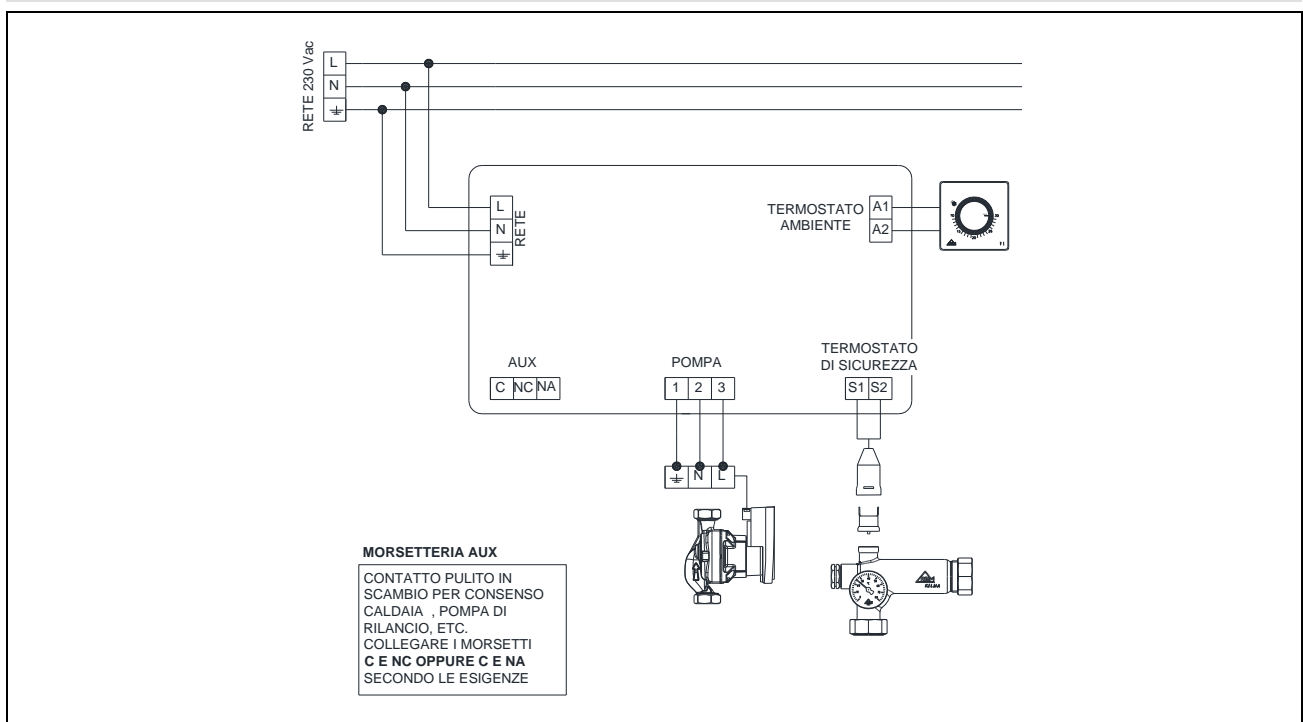 RETE 230 Vac
L
N
L
N
RETE
TERMOSTATO
AMBIENTE
A1
A2
AUX
C NC NA
POMPA
1 2 3
TERMOSTATO
DI SICUREZZA
S1 S2
N L
MORSETTERIA AUX
CONTATTO PULITO IN
SCAMBIO PER CONSENSO
CALDAIA , POMPA DI
RILANCIO, ETC.
COLLEGARE I MORSETTI
C E NC OPPURE C E NA
SECONDO LE ESIGENZE